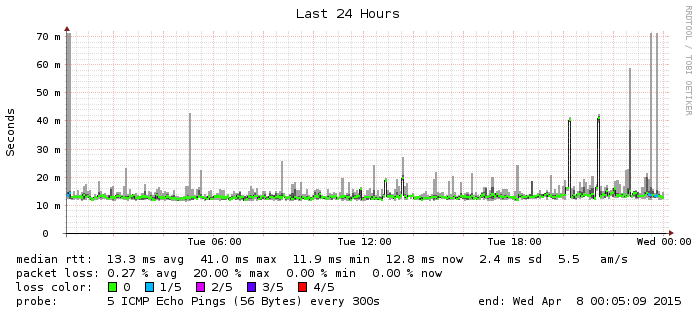 Last 24 Hours
RRDTOOL / TOBI OETIKER
Seconds
70 m
60 m
50 m
40 m
30 m
20 m
10 m
0
Tue 06:00 Tue 12:00 Tue 18:00 Wed 00:00
median rtt: 13.3 ms avg 41.0 ms max 11.9 ms min 12.8 ms now 2.4 ms sd 5.5 am/s
packet loss: 0.27 % avg 20.00 % max 0.00 % min 0.00 % now
loss color: 0 1/5 2/5 3/5 4/5
probe: 5 ICMP Echo Pings (56 Bytes) every 300s end: Wed Apr 8 00:05:09 2015